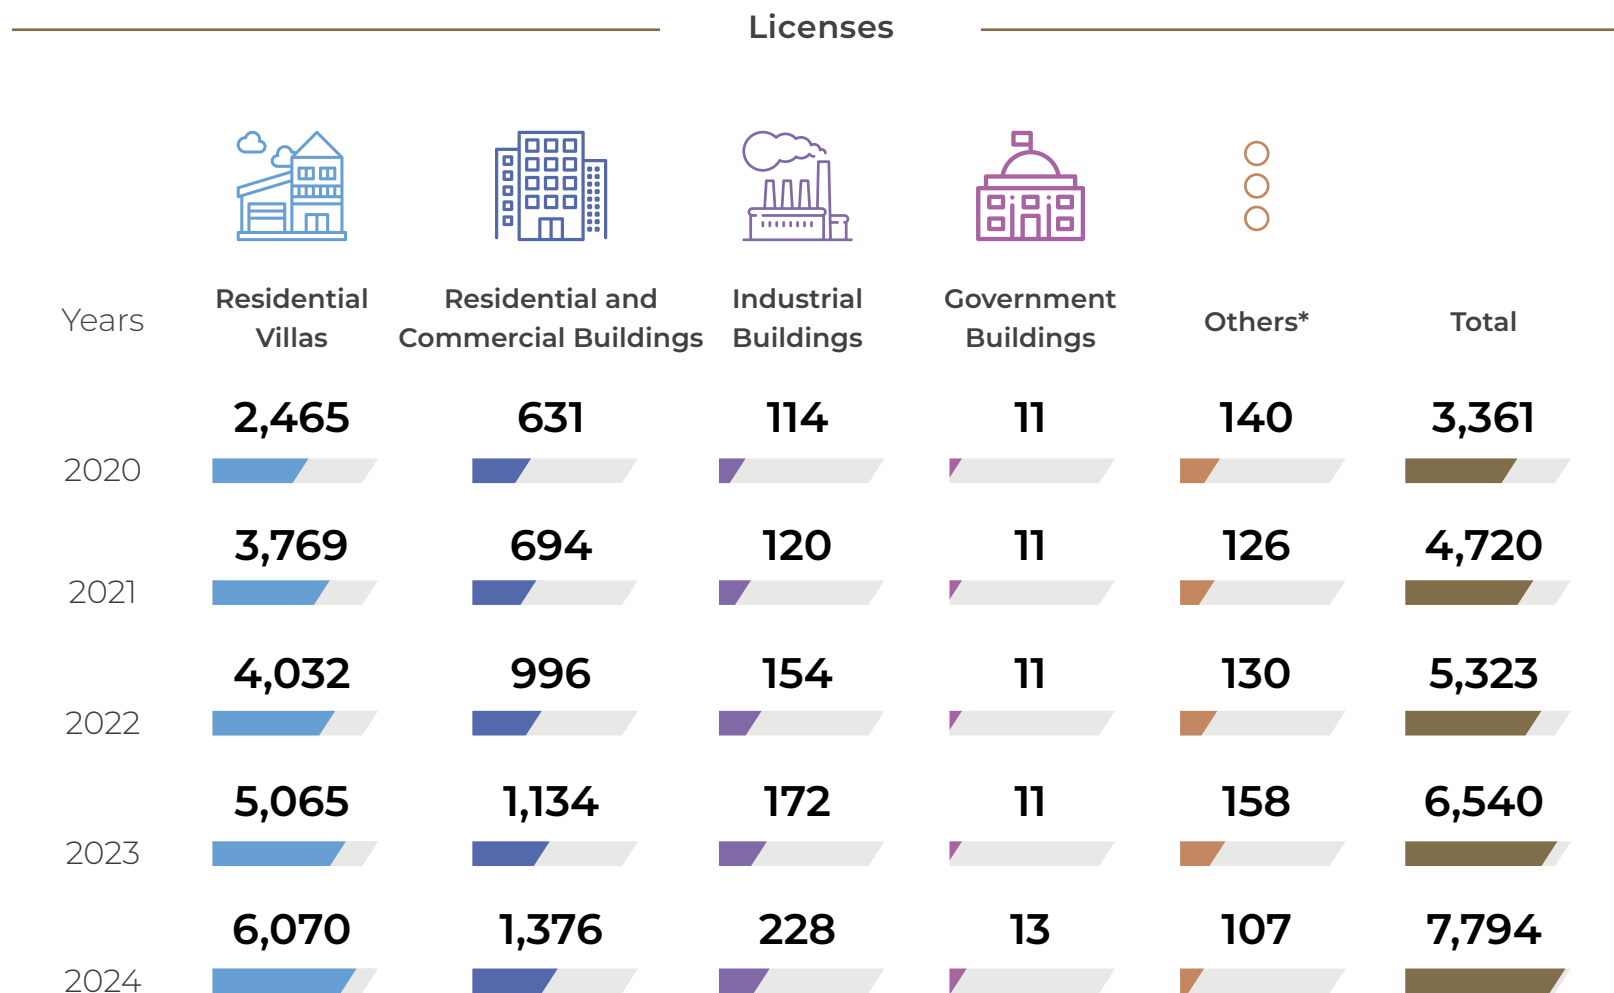 Licenses
Years
Residential
Villas
Residential and
Commercial Buildings
Industrial
Buildings
Government
Buildings
Others*
Total
2,465 631 114 11 140 3,361
2020
3,769 694 120 11 126 4,720
2021
4,032 996 154 11 130 5,323
2022
5,065 1,134 172 11 158 6,540
2023
6,070 1,376 228 13 107 7,794
2024